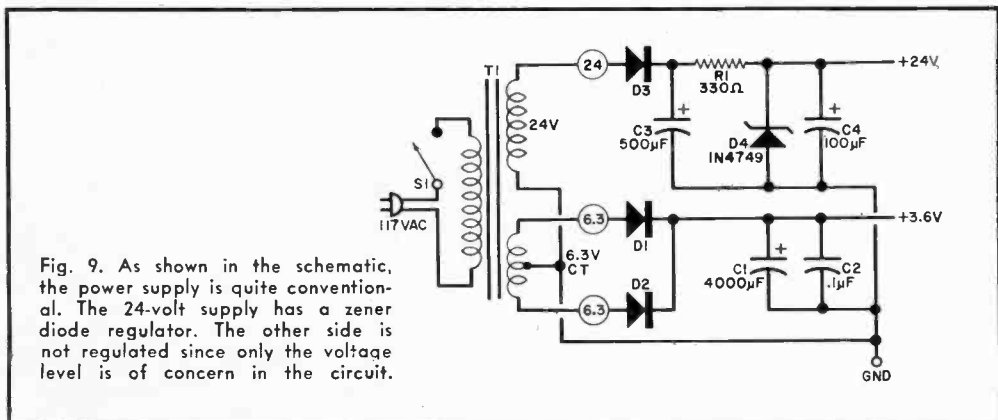 T1
24
D3
R1
330Ω
+24V
24V
C3
500µF
+
D4
1N4749
+
C4
100µF
S1
117VAC
6.3
D1
+3.6V
6.3V
CT
C1
4000µF
+
C2
.1µF
D2
6.3
GND
Fig. 9. As shown in the schematic,
the power supply is quite convention-
al. The 24-volt supply has a zener
diode regulator. The other side is
not regulated since only the voltage
level is of concern in the circuit.